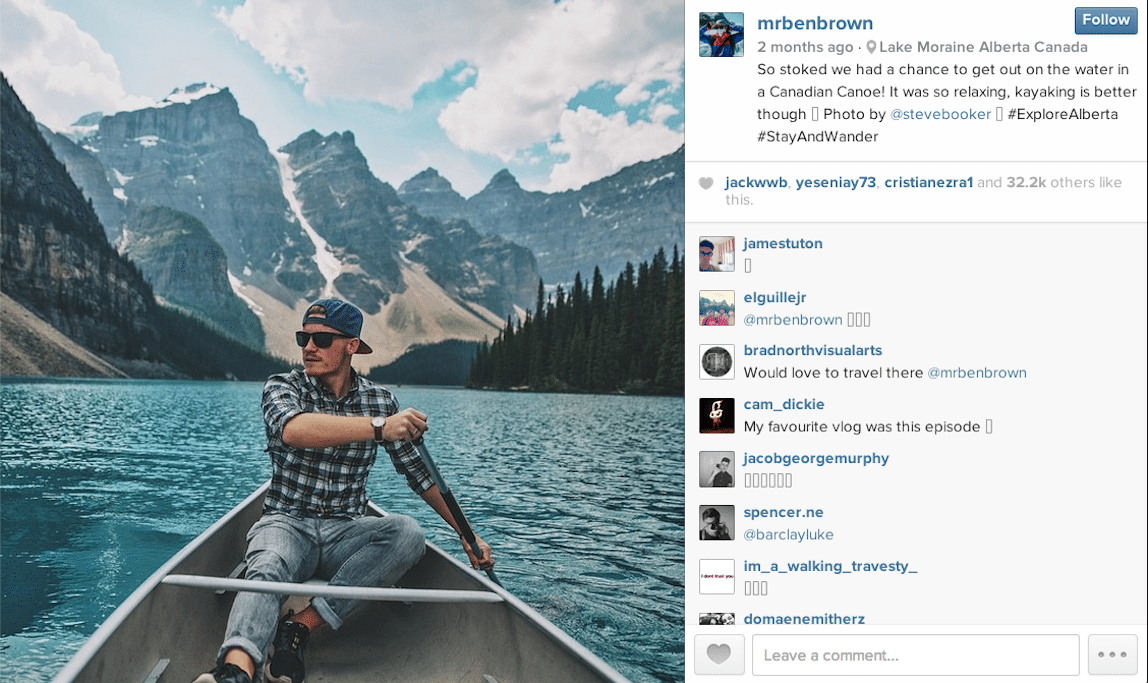 mrbenbrown
Follow
2 months ago · Lake Moraine Alberta Canada
So stoked we had a chance to get out on the water in
a Canadian Canoe! It was so relaxing, kayaking is better
though Photo by @stevebooker #ExploreAlberta
#StayAndWander
jackwwb, yeseniay73, cristianezra1 and 32.2k others like
this.
jamestuton
elguillejr
@mrbenbrown
bradnorthvisualarts
Would love to travel there @mrbenbrown
cam_dickie
My favourite vlog was this episode
jacobgeorgemurphy
spencer.ne
@barclayluke
im_a_walking_travesty_
I dont trust you
domaenemitherz
Leave a comment...